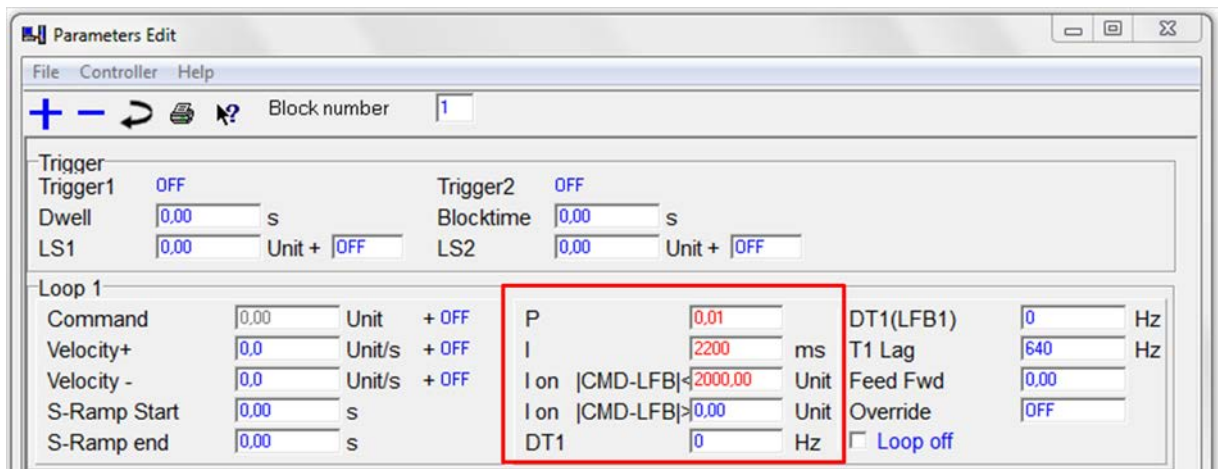 Parameters Edit
File Controller Help
Block number 1
Trigger
Trigger1 OFF Trigger2 OFF
Dwell 0,00 s Blocktime 0,00 s
LS1 0,00 Unit + OFF LS2 0,00 Unit + OFF
Loop 1
Command 0,00 Unit + OFF P 0,01 DT1(LFB1) 0 Hz
Velocity+ 0,0 Unit/s + OFF I 2200 ms T1 Lag 640 Hz
Velocity - 0,0 Unit/s + OFF I on |CMD-LFB|< 2000,00 Unit Feed Fwd 0,00
S-Ramp Start 0,00 s I on |CMD-LFB|> 0,00 Unit Override OFF
S-Ramp end 0,00 s DT1 0 Hz Loop off